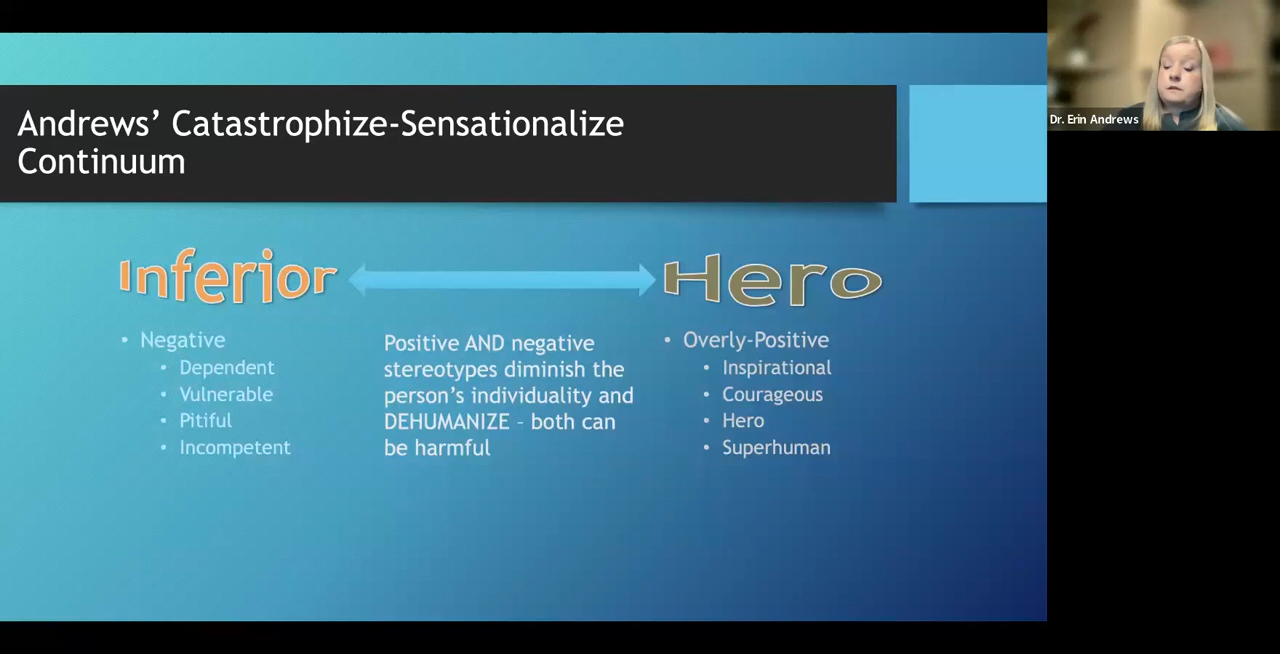 Andrews’ Catastrophize-Sensationalize
Continuum
Inferior
Hero
• Negative
• Dependent
• Vulnerable
• Pitiful
• Incompetent
Positive AND negative
stereotypes diminish the
person’s individuality and
DEHUMANIZE – both can
be harmful
• Overly-Positive
• Inspirational
• Courageous
• Hero
• Superhuman
Dr. Erin Andrews